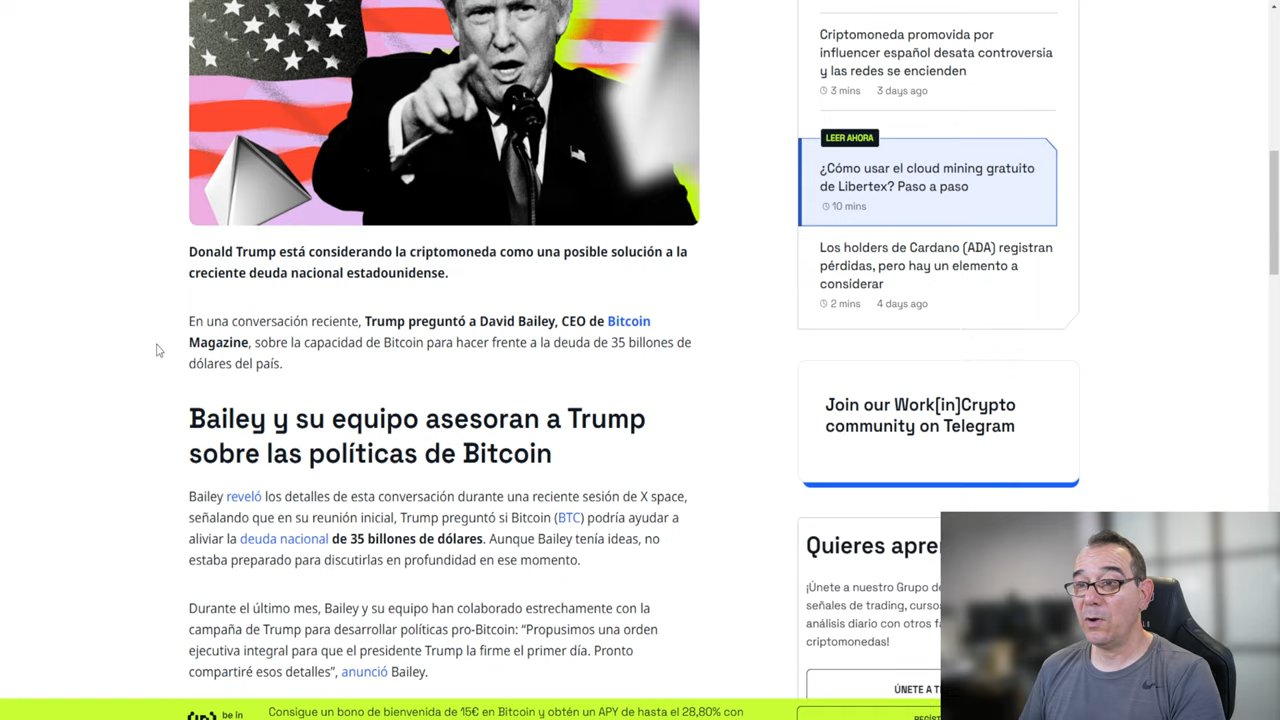 Donald Trump está considerando la criptomoneda como una posible solución a la
creciente deuda nacional estadounidense.
En una conversación reciente, Trump preguntó a David Bailey, CEO de Bitcoin
Magazine, sobre la capacidad de Bitcoin para hacer frente a la deuda de 35 billones de
dólares del país.
Bailey y su equipo asesoran a Trump
sobre las políticas de Bitcoin
Bailey reveló los detalles de esta conversación durante una reciente sesión de X space,
señalando que en su reunión inicial, Trump preguntó si Bitcoin (BTC) podría ayudar a
aliviar la deuda nacional de 35 billones de dólares. Aunque Bailey tenía ideas, no
estaba preparado para discutirlas en profundidad en ese momento.
Durante el último mes, Bailey y su equipo han colaborado estrechamente con la
campaña de Trump para desarrollar políticas pro-Bitcoin: “Propusimos una orden
ejecutiva integral para que el presidente Trump la firme el primer día. Pronto
compartiré esos detalles”, anunció Bailey.
Criptomoneda promovida por
influencer español desata controversia
y las redes se encienden
3 mins 3 days ago
LEER AHORA
¿Cómo usar el cloud mining gratuito
de Libertex? Paso a paso
10 mins
Los holders de Cardano (ADA) registran
pérdidas, pero hay un elemento a
considerar
2 mins 4 days ago
Join our Work[in]Crypto
community on Telegram
Quieres apre
¡Únete a nuestro Grupo de
señales de trading, curso
análisis diario con otros fa
criptomonedas!
ÚNETE A T
be in
Consigue un bono de bienvenida de 15€ en Bitcoin y obtén un APY de hasta el 28,80% con